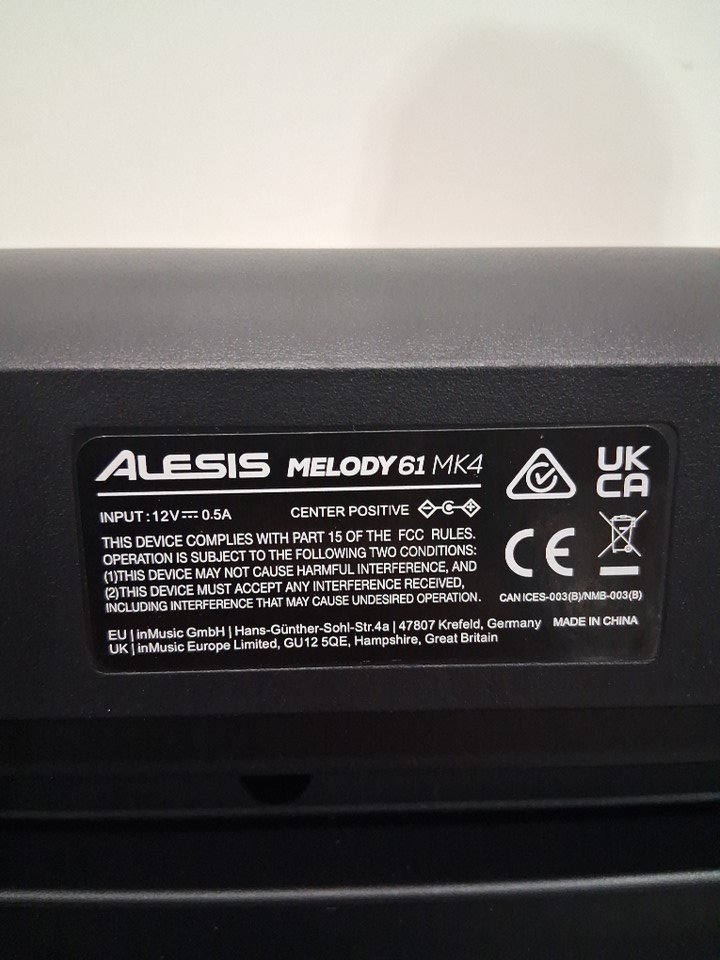 ALESIS MELODY 61 MK4
INPUT: 12V⎓ 0.5A CENTER POSITIVE
THIS DEVICE COMPLIES WITH PART 15 OF THE FCC RULES.
OPERATION IS SUBJECT TO THE FOLLOWING TWO CONDITIONS:
(1)THIS DEVICE MAY NOT CAUSE HARMFUL INTERFERENCE, AND
(2)THIS DEVICE MUST ACCEPT ANY INTERFERENCE RECEIVED,
INCLUDING INTERFERENCE THAT MAY CAUSE UNDESIRED OPERATION.
EU | inMusic GmbH | Hans-Günther-Sohl-Str.4a | 47807 Krefeld, Germany
UK | inMusic Europe Limited, GU12 5QE, Hampshire, Great Britain
UK
CA
CE
CAN ICES-003(B)/NMB-003(B)
MADE IN CHINA